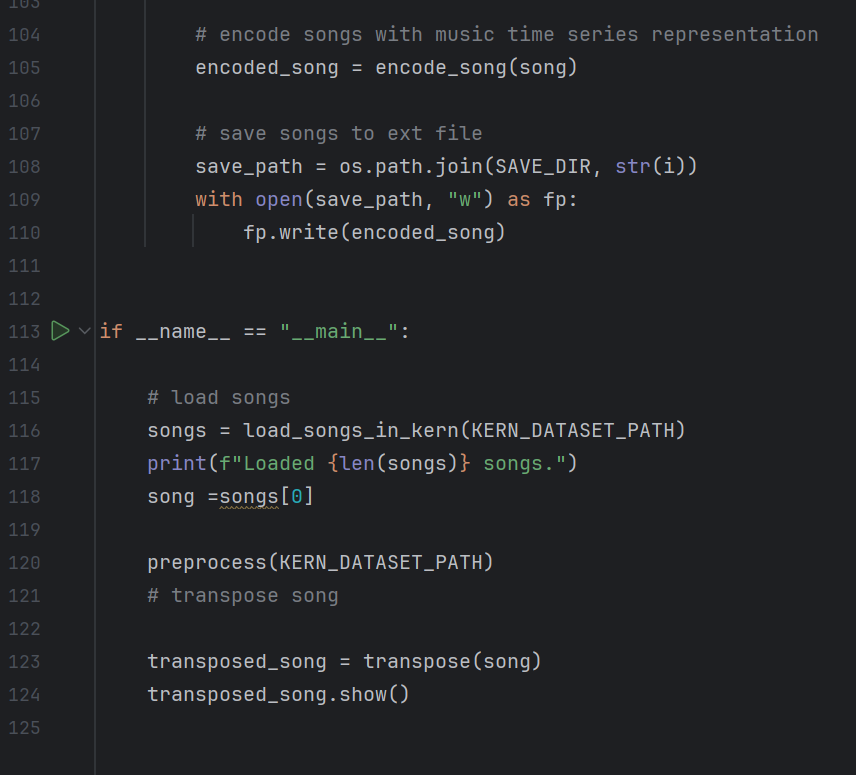 103
104 # encode songs with music time series representation
105 encoded_song = encode_song(song)
106
107 # save songs to ext file
108 save_path = os.path.join(SAVE_DIR, str(i))
109 with open(save_path, "w") as fp:
110 fp.write(encoded_song)
111
112
113 if __name__ == "__main__":
114
115 # load songs
116 songs = load_songs_in_kern(KERN_DATASET_PATH)
117 print(f"Loaded {len(songs)} songs.")
118 song =songs[0]
119
120 preprocess(KERN_DATASET_PATH)
121 # transpose song
122
123 transposed_song = transpose(song)
124 transposed_song.show()
125